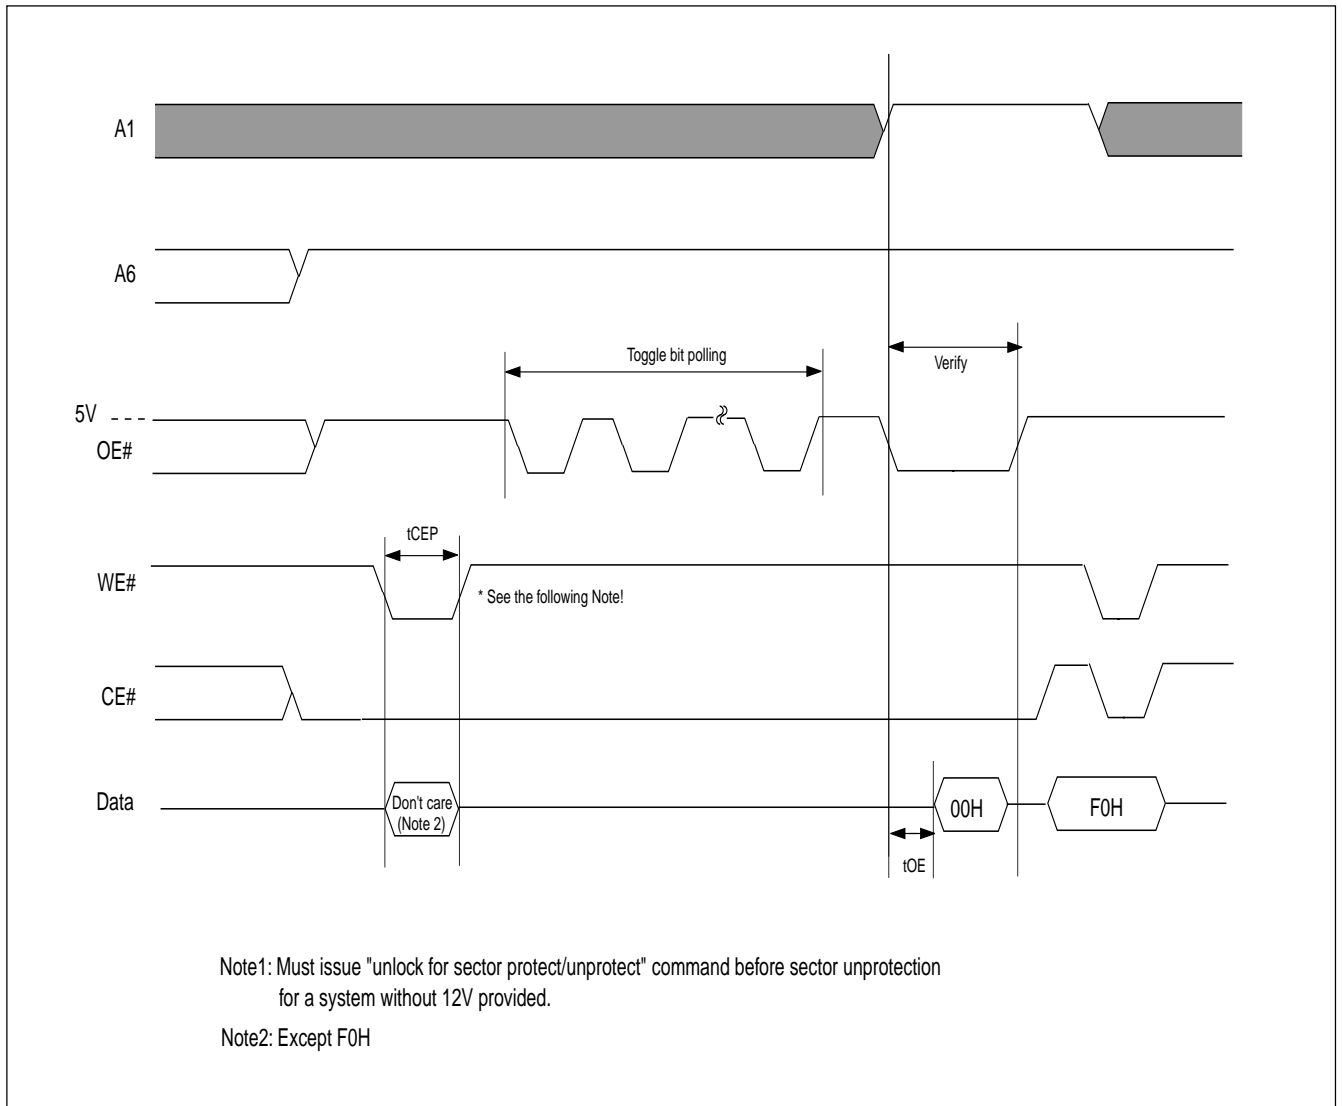 A1
A6
Toggle bit polling
Verify
5V
OE#
tCEP
WE#
* See the following Note!
CE#
Data
Don't care
(Note 2)
00H
F0H
tOE
Note1: Must issue "unlock for sector protect/unprotect" command before sector unprotection
for a system without 12V provided.
Note2: Except F0H